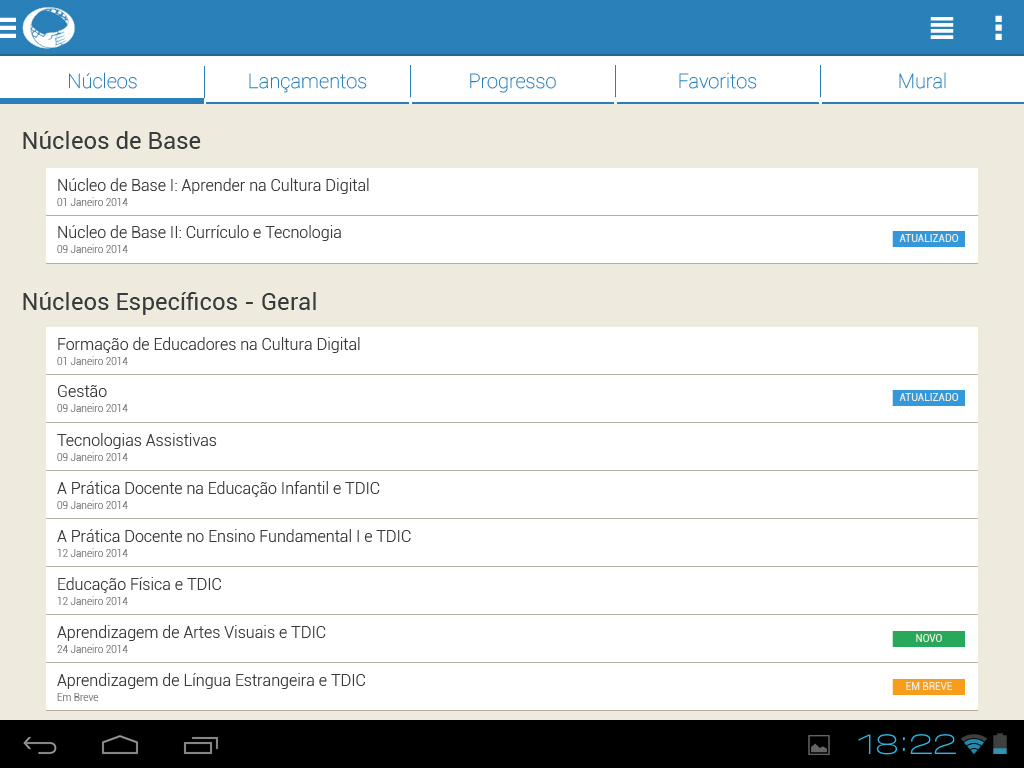 Núcleos
Lançamentos
Progresso
Favoritos
Mural
Núcleos de Base
Núcleo de Base I: Aprender na Cultura Digital
01 Janeiro 2014
Núcleo de Base II: Currículo e Tecnologia
09 Janeiro 2014
ATUALIZADO
Núcleos Específicos - Geral
Formação de Educadores na Cultura Digital
01 Janeiro 2014
Gestão
09 Janeiro 2014
ATUALIZADO
Tecnologias Assistivas
09 Janeiro 2014
A Prática Docente na Educação Infantil e TDIC
09 Janeiro 2014
A Prática Docente no Ensino Fundamental I e TDIC
12 Janeiro 2014
Educação Física e TDIC
12 Janeiro 2014
Aprendizagem de Artes Visuais e TDIC
24 Janeiro 2014
NOVO
Aprendizagem de Língua Estrangeira e TDIC
Em Breve
EM BREVE
18:22